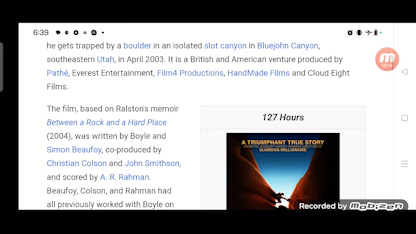 6:39
he gets trapped by a boulder in an isolated slot canyon in Bluejohn Canyon,
southeastern Utah, in April 2003. It is a British and American venture produced by
Pathé, Everest Entertainment, Film4 Productions, HandMade Films and Cloud Eight
Films.
The film, based on Ralston's memoir
Between a Rock and a Hard Place
(2004), was written by Boyle and
Simon Beaufoy, co-produced by
Christian Colson and John Smithson,
and scored by A. R. Rahman.
Beaufoy, Colson, and Rahman had
all previously worked with Boyle on
127 Hours
A TRIUMPHANT TRUE STORY
SLUMDOG MILLIONAIRE
Recorded by Mobizen